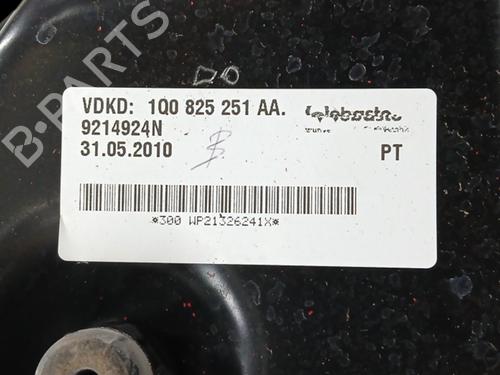 B-PARTS
VDKD: 1Q0 825 251 AA.
9214924N
31.05.2010
PT
*300 WP21326241X*